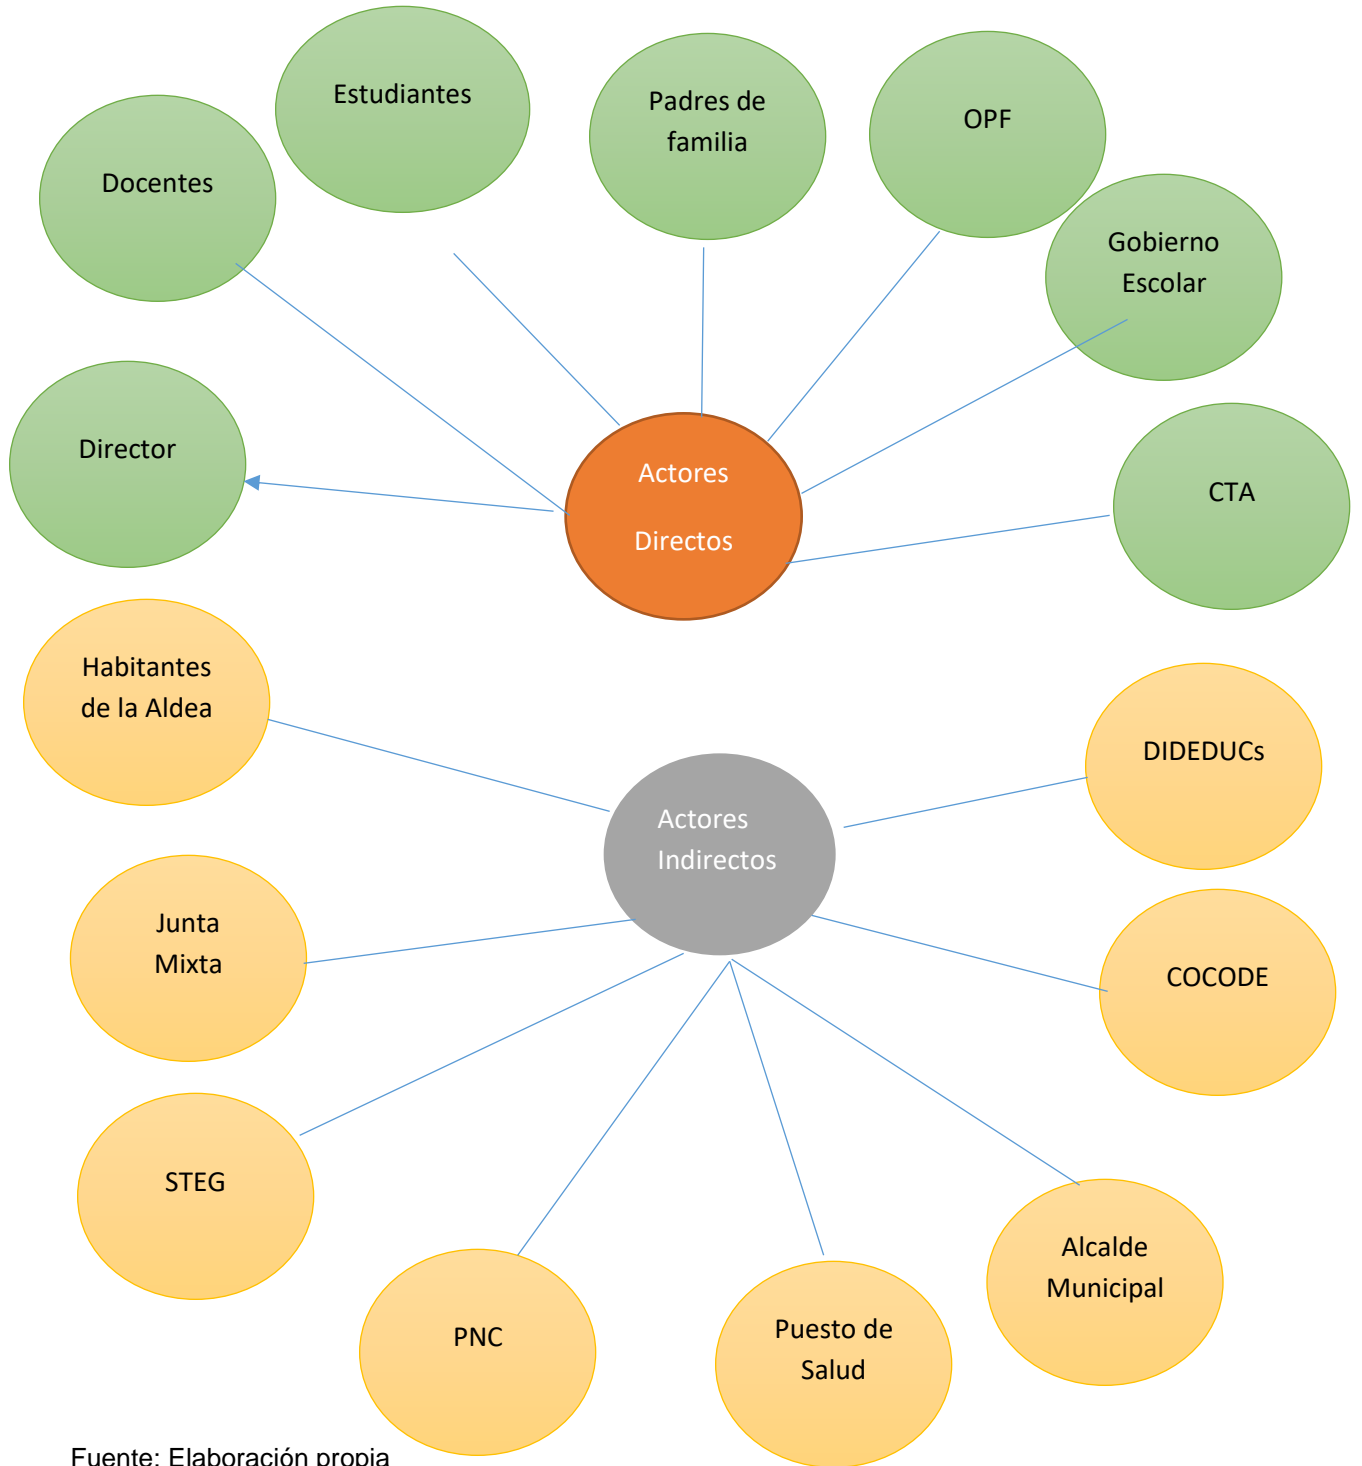 Estudiantes
Padres de
familia
OPF
Docentes
Gobierno
Escolar
Director
Actores
Directos
CTA
Habitantes
de la Aldea
DIDEDUCs
Actores
Indirectos
Junta
Mixta
COCODE
STEG
Alcalde
Municipal
PNC
Puesto de
Salud
Fuente: Elaboración propia